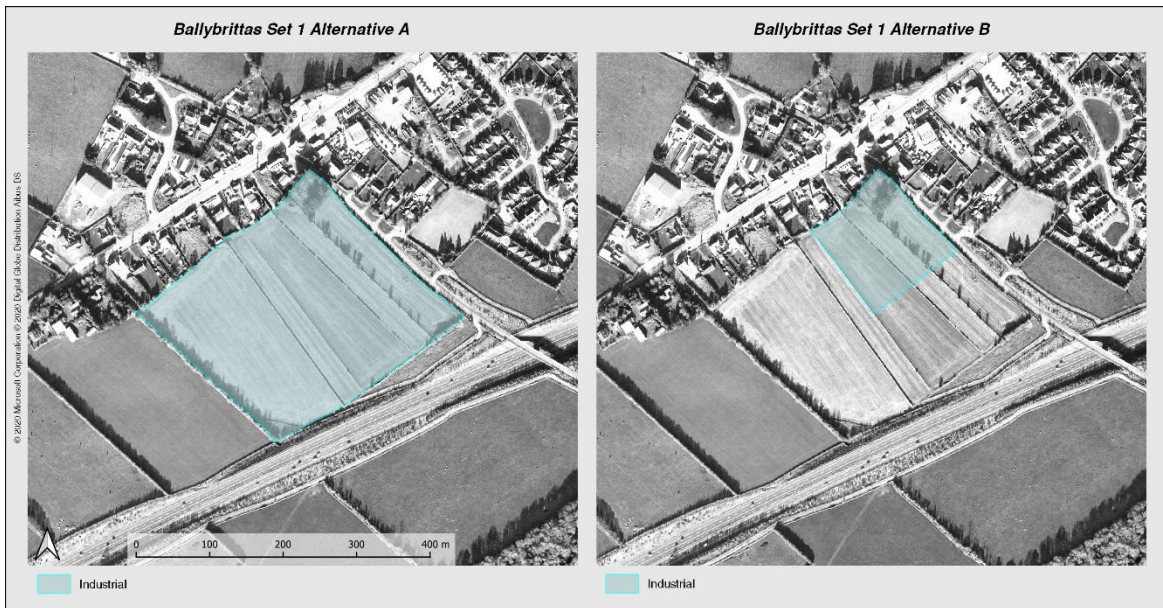 Ballybrittas Set 1 Alternative A
Ballybrittas Set 1 Alternative B
© 2020 Microsoft Corporation © 2020 Digital Globe Distribution Aibus DS
0 100 200 300 400 m
Industrial
Industrial